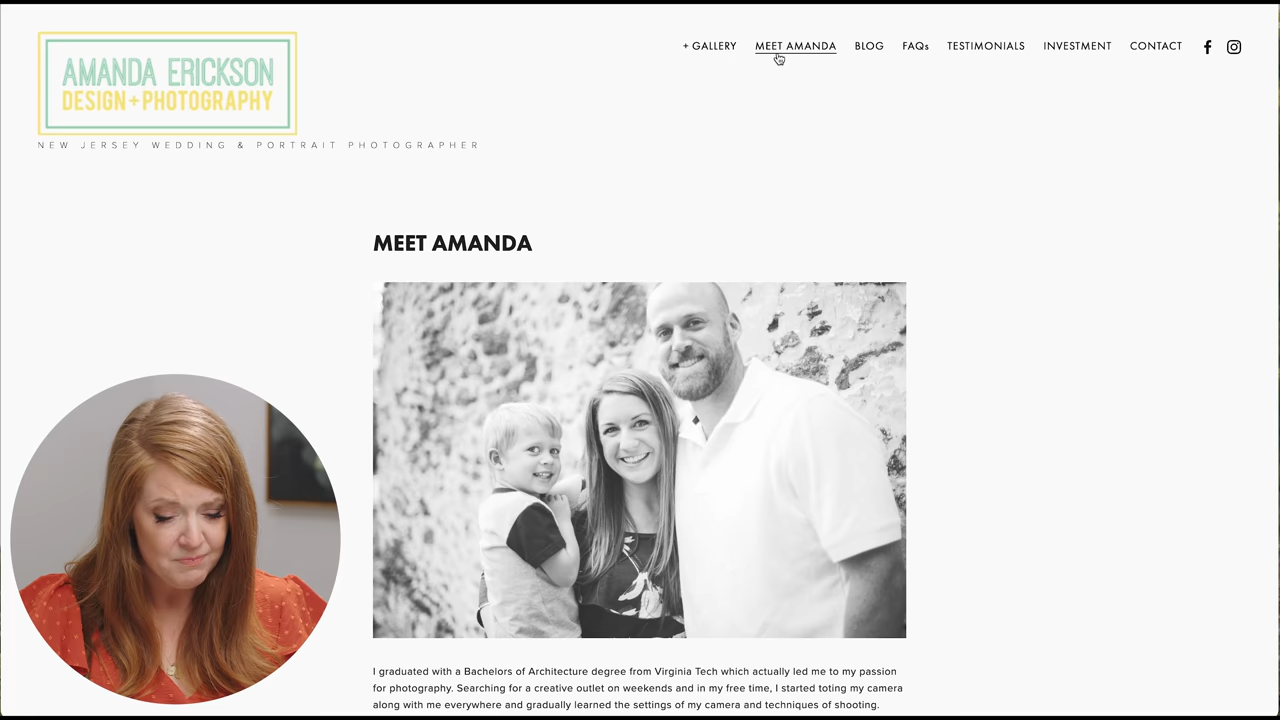 AMANDA ERICKSON
DESIGN+PHOTOGRAPHY
NEW JERSEY WEDDING & PORTRAIT PHOTOGRAPHER
+ GALLERY MEET AMANDA BLOG FAQs TESTIMONIALS INVESTMENT CONTACT
MEET AMANDA
I graduated with a Bachelors of Architecture degree from Virginia Tech which actually led me to my passion
for photography. Searching for a creative outlet on weekends and in my free time, I started toting my camera
along with me everywhere and gradually learned the settings of my camera and techniques of shooting.